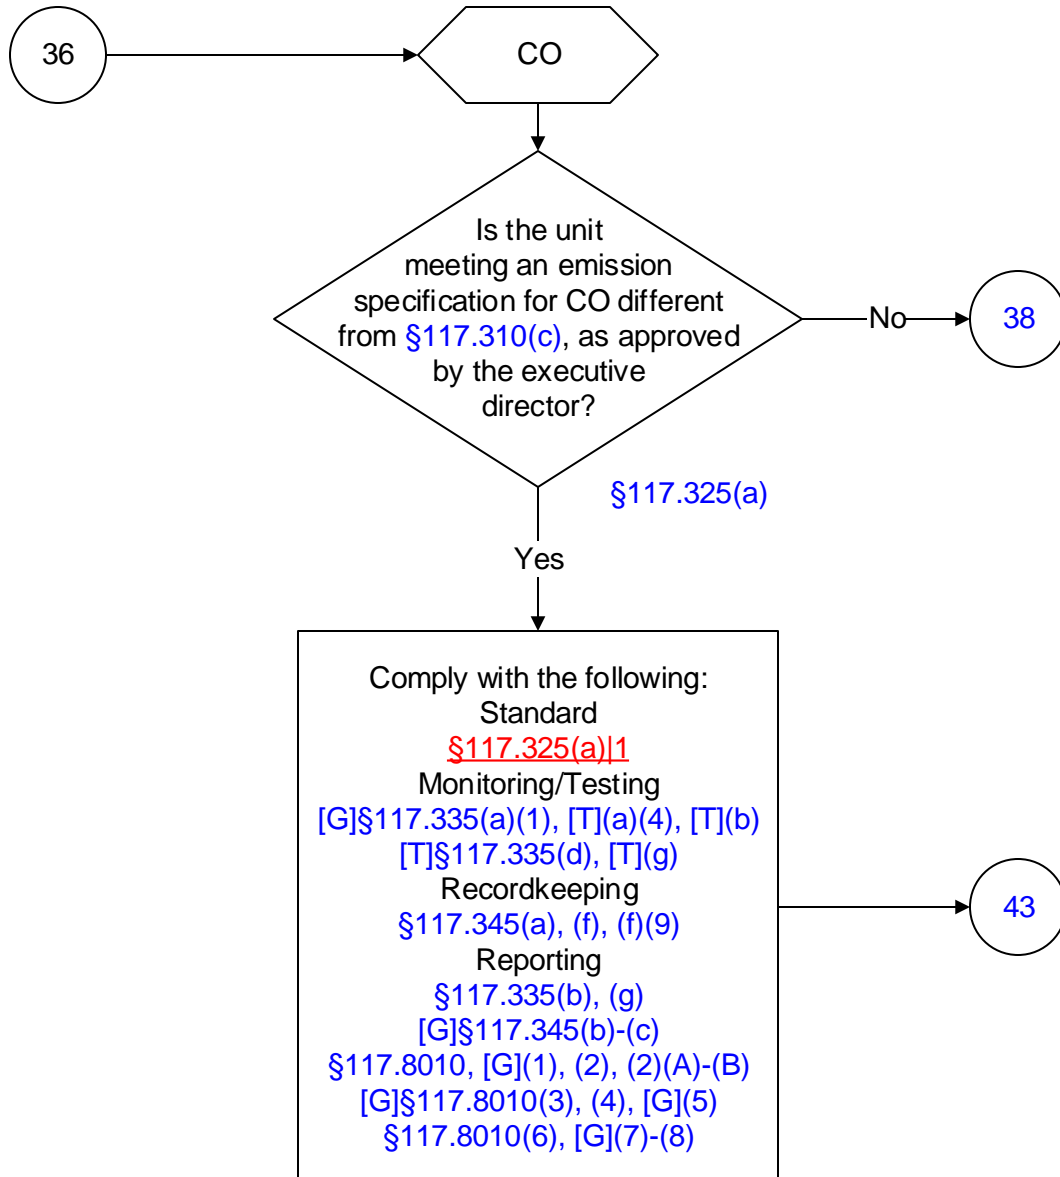 36
CO
Is the unit
meeting an emission
specification for CO different
from §117.310(c), as approved
by the executive
director?
No
38
§117.325(a)
Yes
Comply with the following:
Standard
§117.325(a)|1
Monitoring/Testing
[G]§117.335(a)(1), [T](a)(4), [T](b)
[T]§117.335(d), [T](g)
Recordkeeping
§117.345(a), (f), (f)(9)
Reporting
§117.335(b), (g)
[G]§117.345(b)-(c)
§117.8010, [G](1), (2), (2)(A)-(B)
[G]§117.8010(3), (4), [G](5)
§117.8010(6), [G](7)-(8)
43